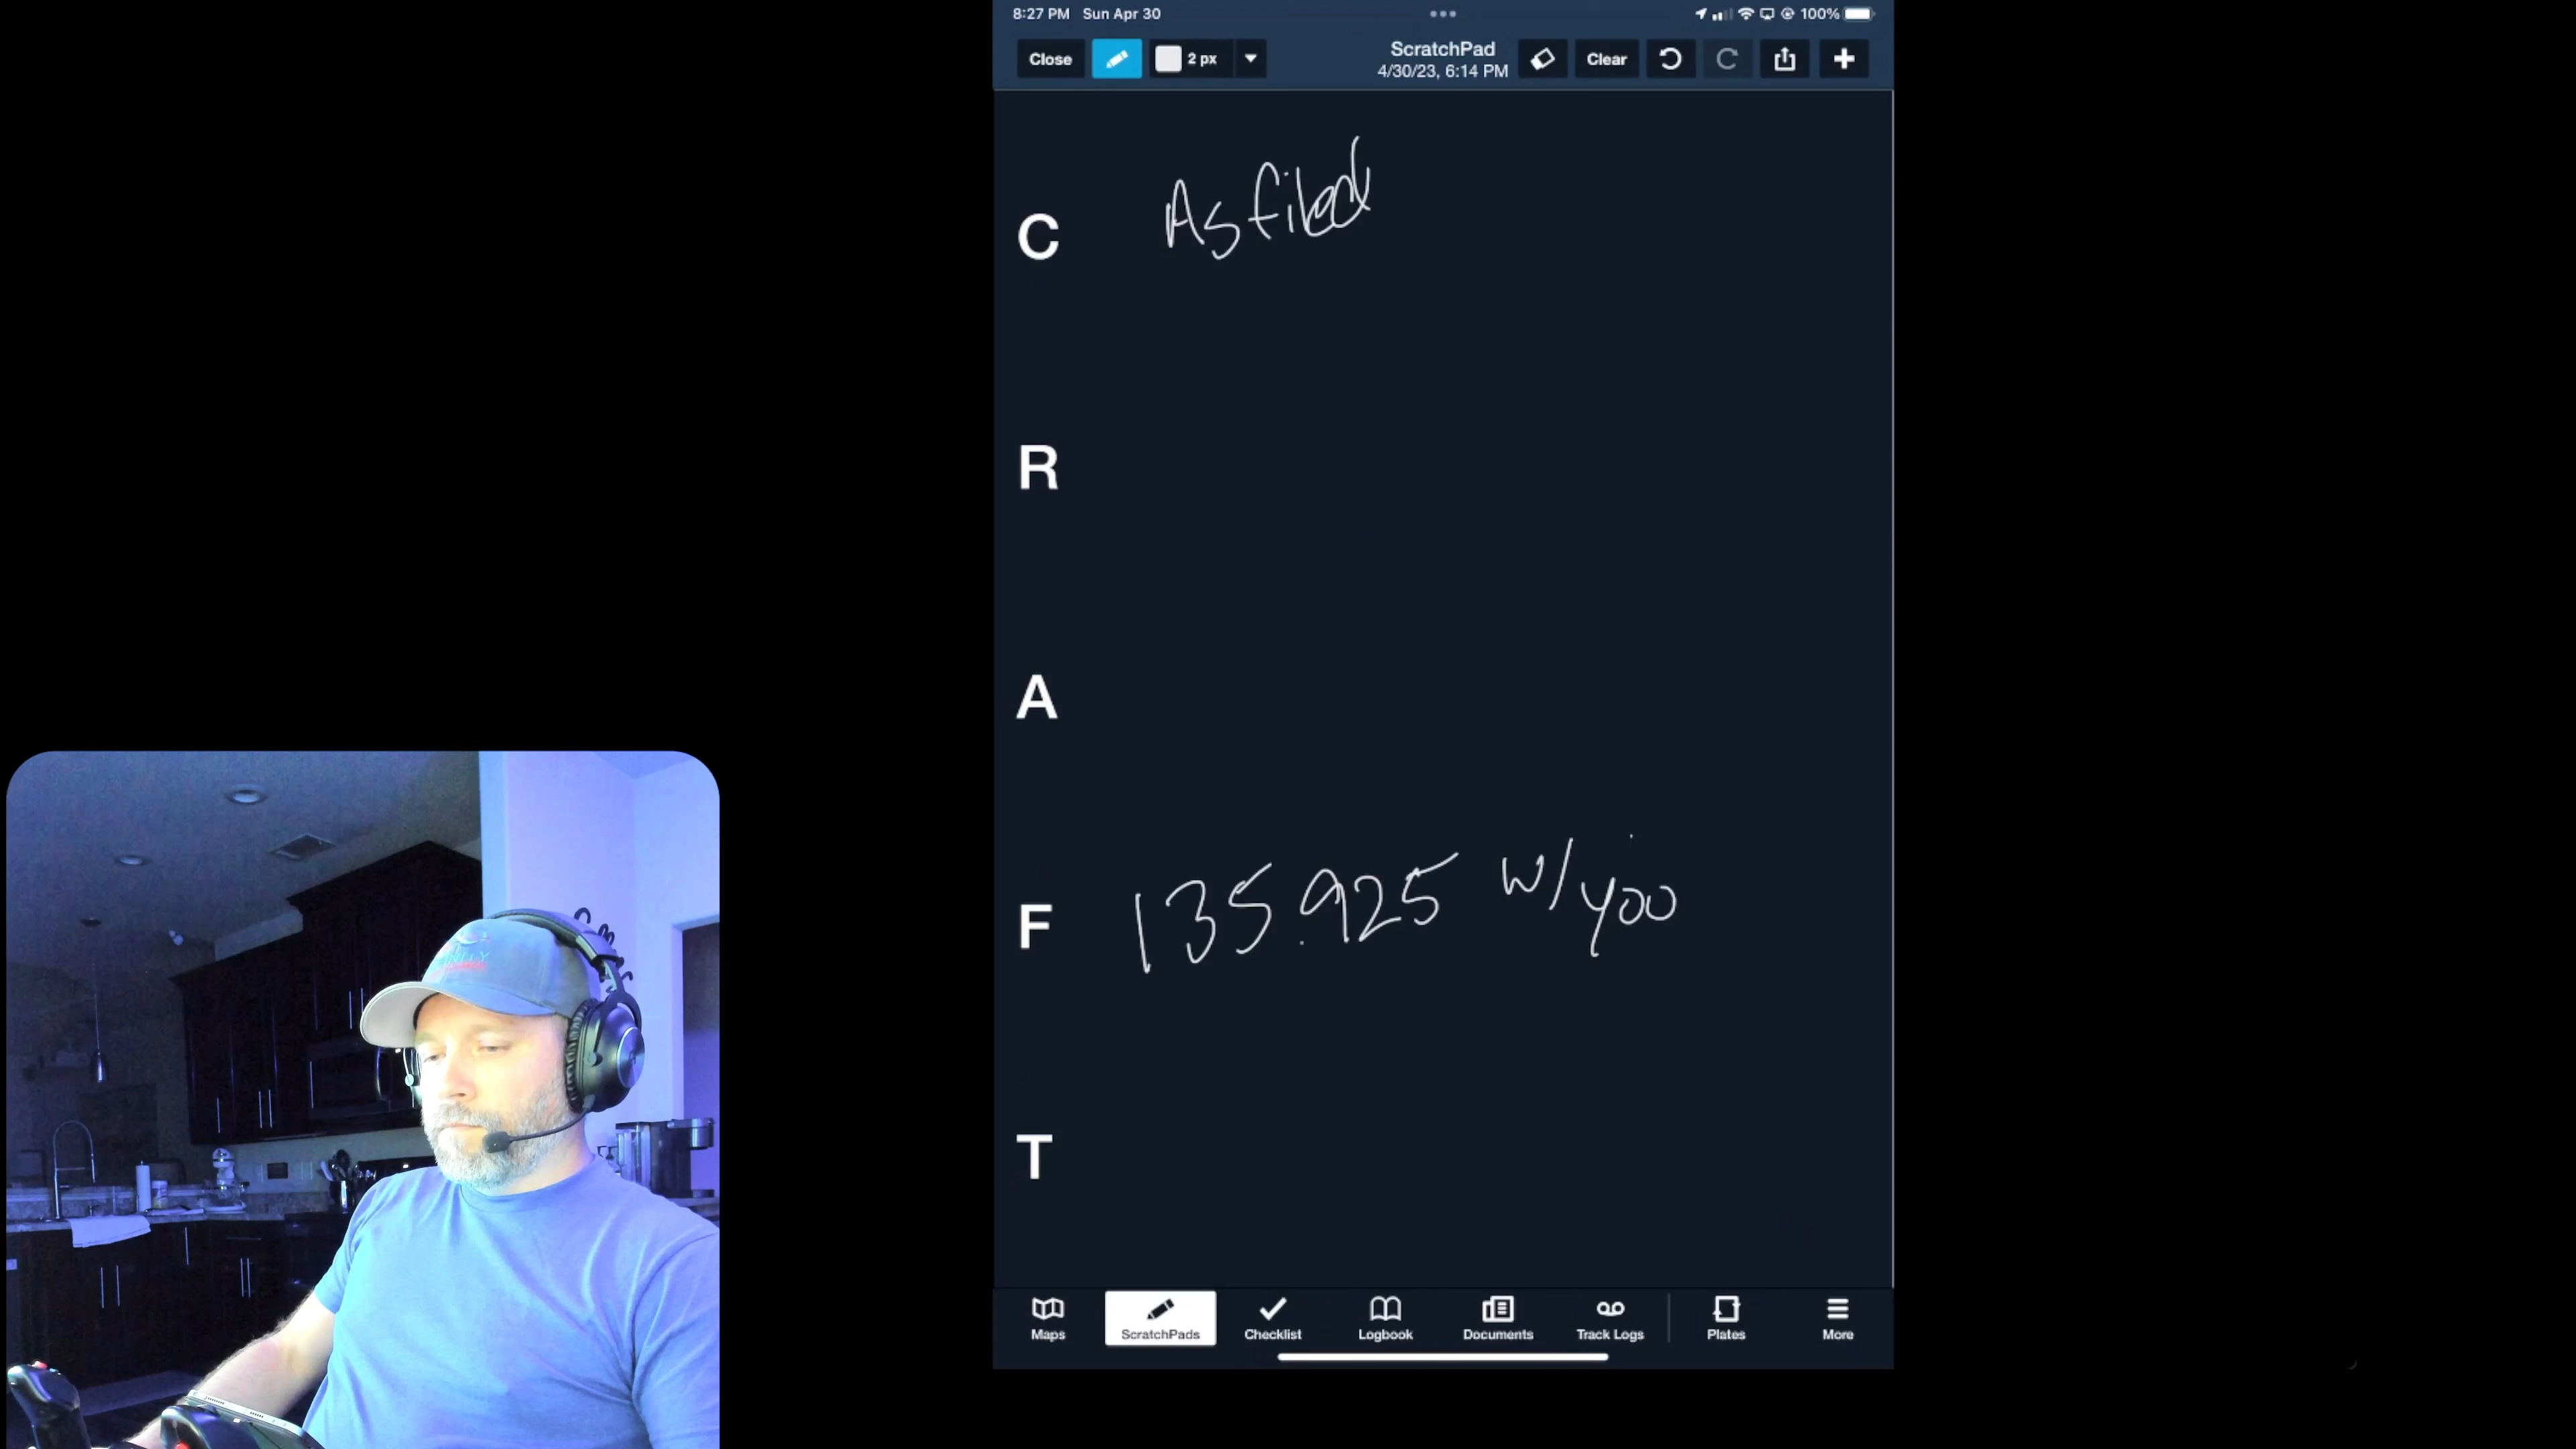 8:27 PM Sun Apr 30
100%
Close
2 px
ScratchPad
4/30/23, 6:14 PM
Clear
C As filed
R
A
F 135.925 w/you
T
Maps
ScratchPads
Checklist
Logbook
Documents
Track Logs
Plates
More